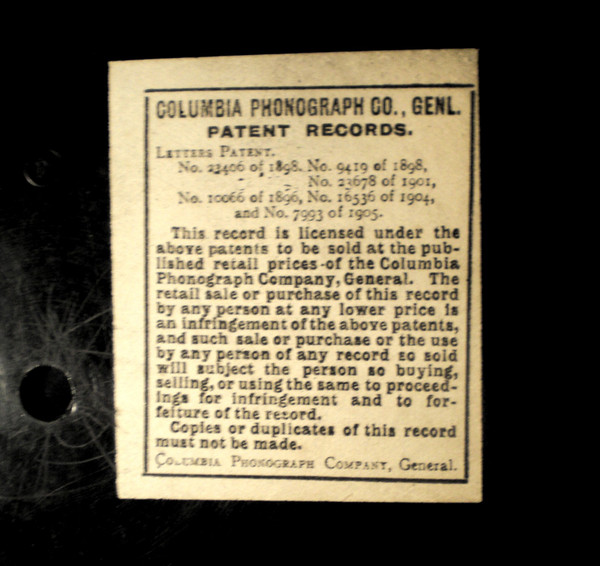 COLUMBIA PHONOGRAPH CO., GENL.
PATENT RECORDS.
LETTERS PATENT.
No. 23406 of 1898. No. 9419 of 1898,
No. 23678 of 1901,
No. 10066 of 1896, No. 16536 of 1904,
and No. 7993 of 1905.
This record is licensed under the
above patents to be sold at the pub-
lished retail prices of the Columbia
Phonograph Company, General. The
retail sale or purchase of this record
by any person at any lower price is
an infringement of the above patents,
and such sale or purchase or the use
by any person of any record so sold
will subject the person so buying,
selling, or using the same to proceed-
ings for infringement and to for-
feiture of the record.
Copies or duplicates of this record
must not be made.
COLUMBIA PHONOGRAPH COMPANY, General.